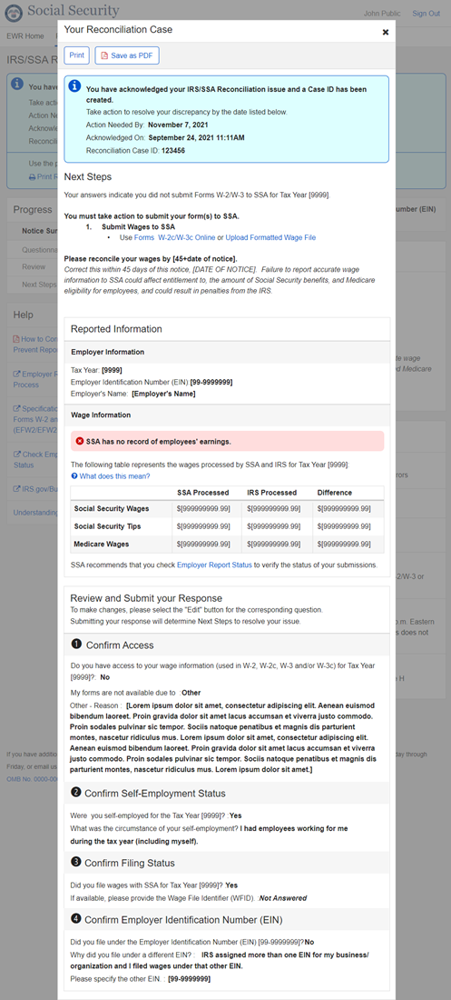 Social Security
John Public
Sign Out
EWR Home
IRS/SSA R
You have
Take actio
Action Ne
Acknowle
Reconcili
Use the p
Print R
Progress
Notice Sum
Questionna
Review
Next Steps
Help
How to Cor
Prevent Repor
Employer R
Process
Specificatio
Forms W-2 an
(EFW2/EFW2
Check Emp
Status
IRS.gov/Bu
Understanding
If you have additio
Friday, or email us
OMB No. 0000-00
umber (EIN)
te wage
d Medicare
rors
2/W-3 or
p.m. Eastern
s does not
n H
day through
Your Reconciliation Case
Print
Save as PDF
You have acknowledged your IRS/SSA Reconciliation issue and a Case ID has been
created.
Take action to resolve your discrepancy by the date listed below.
Action Needed By: November 7, 2021
Acknowledged On: September 24, 2021 11:11AM
Reconciliation Case ID: 123456
Next Steps
Your answers indicate you did not submit Forms W-2/W-3 to SSA for Tax Year [9999].
You must take action to submit your form(s) to SSA.
1. Submit Wages to SSA
• Use Forms W-2c/W-3c Online or Upload Formatted Wage File
Please reconcile your wages by [45+date of notice].
Correct this within 45 days of this notice, [DATE OF NOTICE]. Failure to report accurate wage
information to SSA could affect entitlement to, the amount of Social Security benefits, and Medicare
eligibility for employees, and could result in penalties from the IRS.
Reported Information
Employer Information
Tax Year: [9999]
Employer Identification Number (EIN):[99-9999999]
Employer's Name: [Employer's Name]
Wage Information
SSA has no record of employees' earnings.
The following table represents the wages processed by SSA and IRS for Tax Year [9999]:
What does this mean?
SSA Processed IRS Processed Difference
Social Security Wages $[999999999.99] $[999999999.99] $[999999999.99]
Social Security Tips $[999999999.99] $[999999999.99] $[999999999.99]
Medicare Wages $[999999999.99] $[999999999.99] $[999999999.99]
SSA recommends that you check Employer Report Status to verify the status of your submissions.
Review and Submit your Response
To make changes, please select the "Edit" button for the corresponding question.
Submitting your response will determine Next Steps to resolve your issue.
1 Confirm Access
Do you have access to your wage information (used in W-2, W-2c, W-3 and/or W-3c) for Tax Year
[9999]?: No
My forms are not available due to : Other
Other - Reason : [Lorem ipsum dolor sit amet, consectetur adipiscing elit. Aenean euismod
bibendum laoreet. Proin gravida dolor sit amet lacus accumsan et viverra justo commodo.
Proin sodales pulvinar sic tempor. Sociis natoque penatibus et magnis dis parturient
montes, nascetur ridiculus mus. Lorem ipsum dolor sit amet, consectetur adipiscing elit.
Aenean euismod bibendum laoreet. Proin gravida dolor sit amet lacus accumsan et viverra
justo commodo. Proin sodales pulvinar sic tempor. Sociis natoque penatibus et magnis dis
parturient montes, nascetur ridiculus mus. Lorem ipsum dolor sit amet.]
2 Confirm Self-Employment Status
Were you self-employed for the Tax Year [9999]? : Yes
What was the circumstance of your self-employment? I had employees working for me
during the tax year (including myself).
3 Confirm Filing Status
Did you file wages with SSA for Tax Year [9999]? Yes
If available, please provide the Wage File Identifier (WFID). :Not Answered
4 Confirm Employer Identification Number (EIN)
Did you file under the Employer Identification Number (EIN) [99-9999999]?No
Why did you file under a different EIN? : IRS assigned more than one EIN for my business/
organization and I filed wages under that other EIN.
Please specify the other EIN. : [99-9999999]